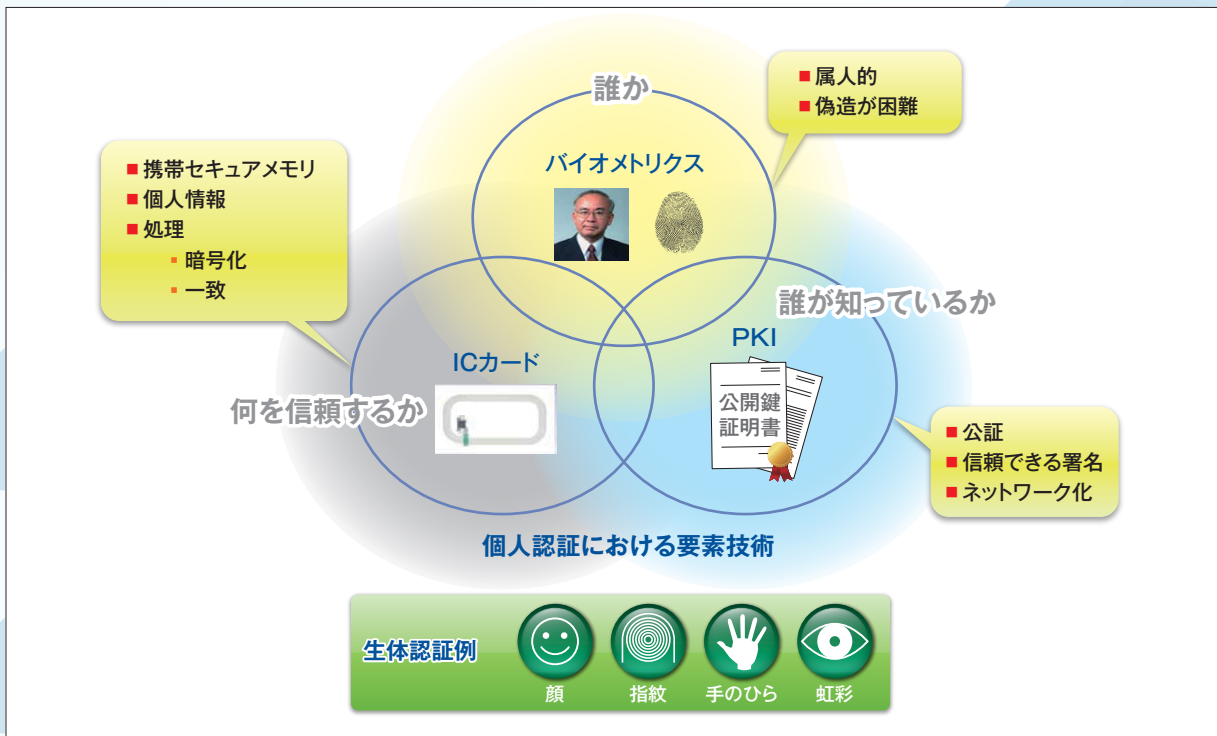 誰か
バイオメトリクス
■ 属人的
■ 偽造が困難
■ 携帯セキュアメモリ
■ 個人情報
■ 処理
▪ 暗号化
▪ 一致
ICカード
何を信頼するか
誰が知っているか
PKI
公開鍵
証明書
■ 公証
■ 信頼できる署名
■ ネットワーク化
個人認証における要素技術
生体認証例
顔
指紋
手のひら
虹彩